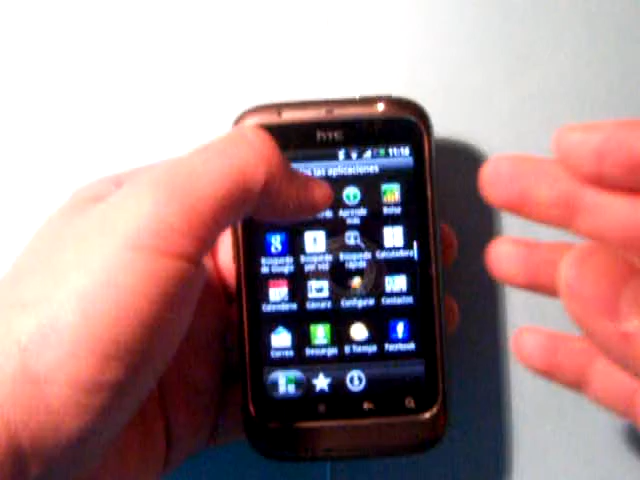 hTC
11:16
las aplicaciones
Aprende
más
Bolsa
Búsqueda
de Google
Búsqueda
por voz
Búsqueda
rápida
Calculadora
Calendario
Cámara
Configurar
Contactos
Correo
Descargas
El Tiempo
Facebook